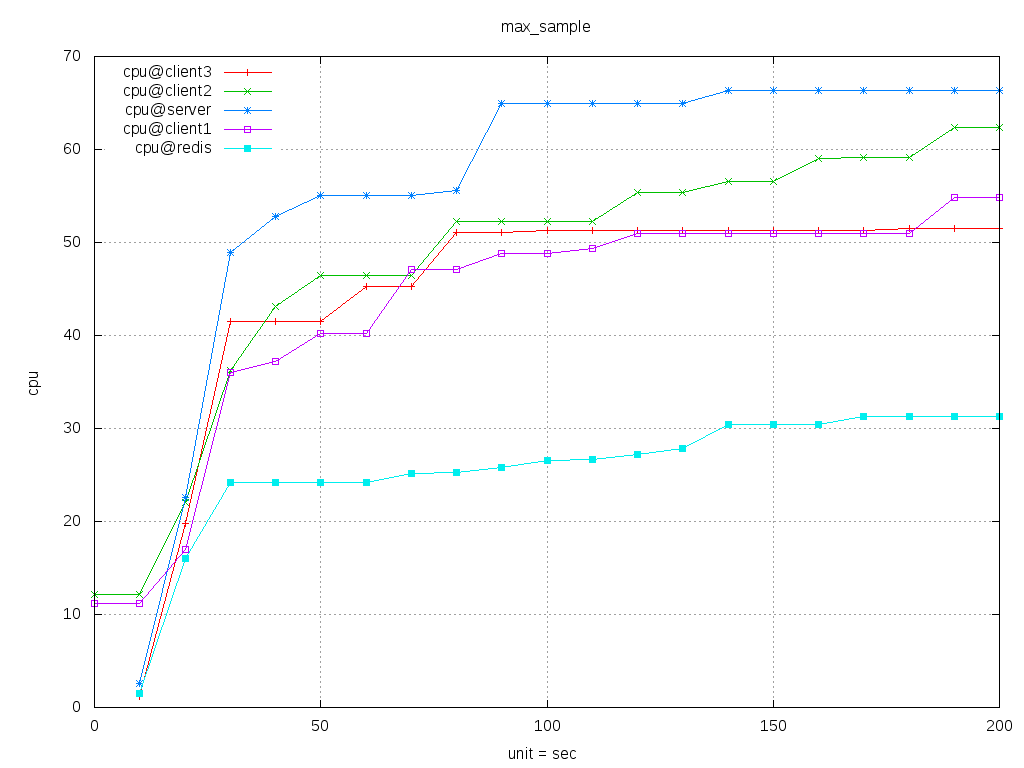 max_sample
cpu@client3
cpu@client2
cpu@server
cpu@client1
cpu@redis
70
60
50
40
30
20
10
0
cpu
0 50 100 150 200
unit = sec